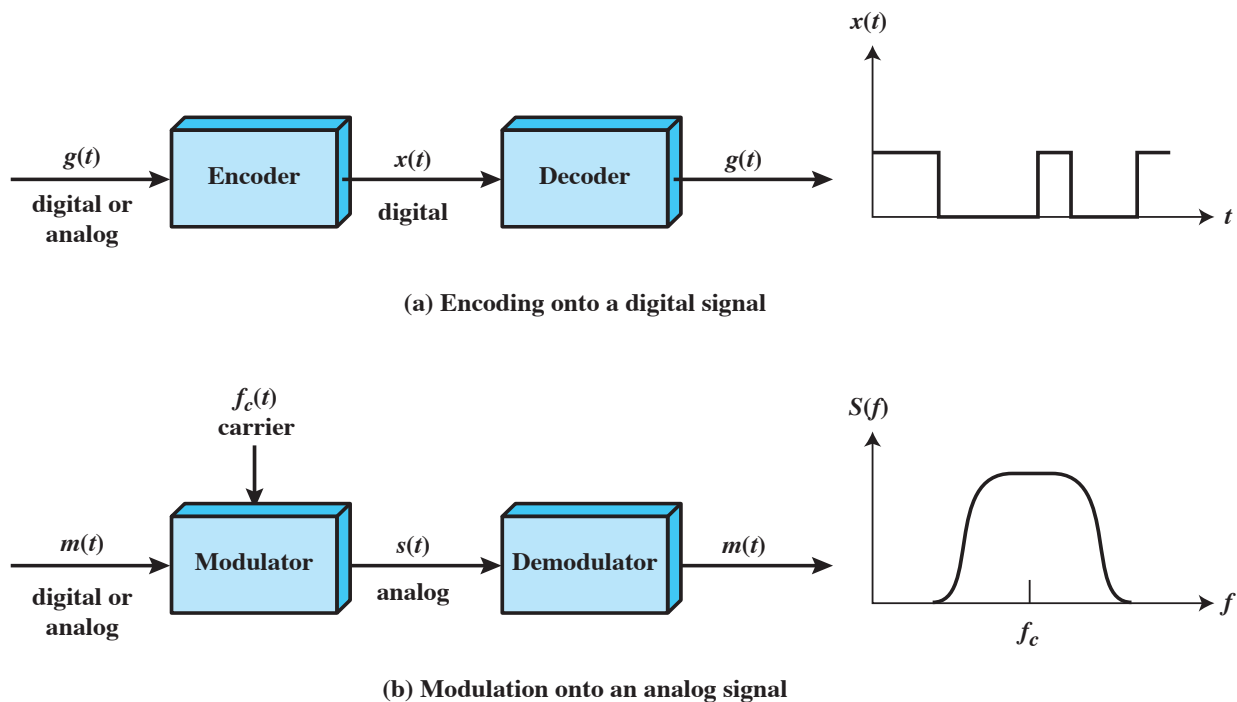 x(t)
g(t)
digital or
analog
Encoder
x(t)
digital
Decoder
g(t)
t
(a) Encoding onto a digital signal
f_c(t)
carrier
m(t)
digital or
analog
Modulator
s(t)
analog
Demodulator
m(t)
S(f)
f
f_c
(b) Modulation onto an analog signal